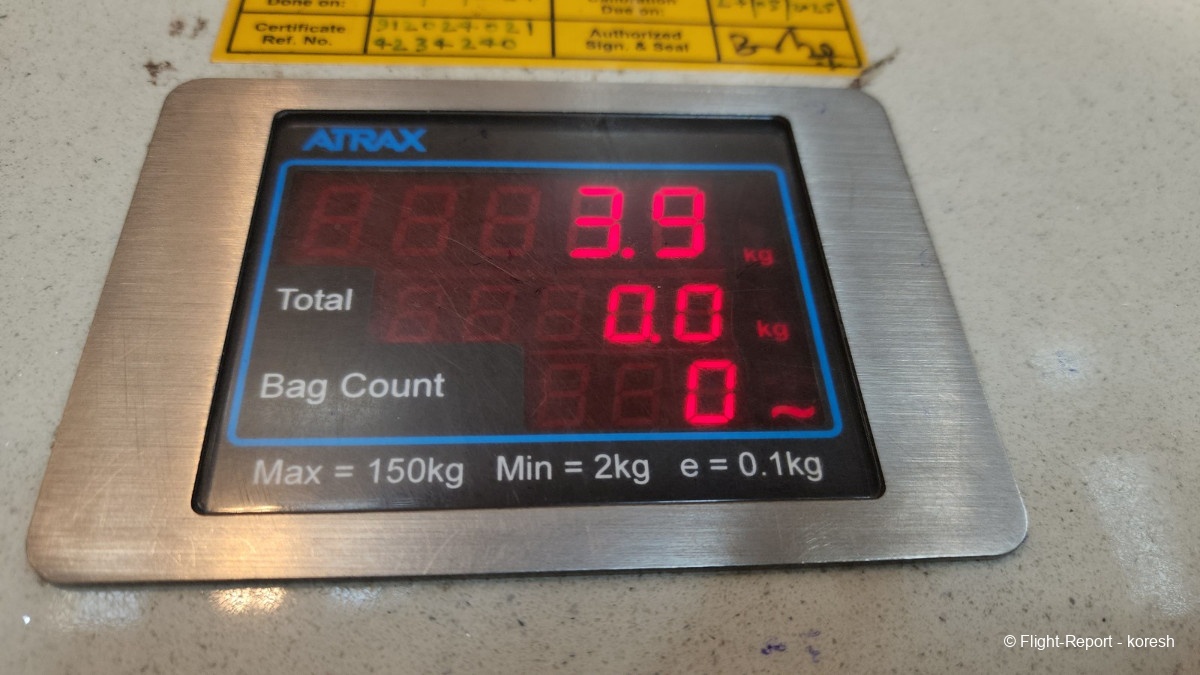 Done on:
Due on:
Certificate Ref. No.
Authorized Sign. & Seal
4234240
ATRAX
3.9 kg
Total 0.0 kg
Bag Count 0 ~
Max = 150kg Min = 2kg e = 0.1kg
© Flight-Report - koresh